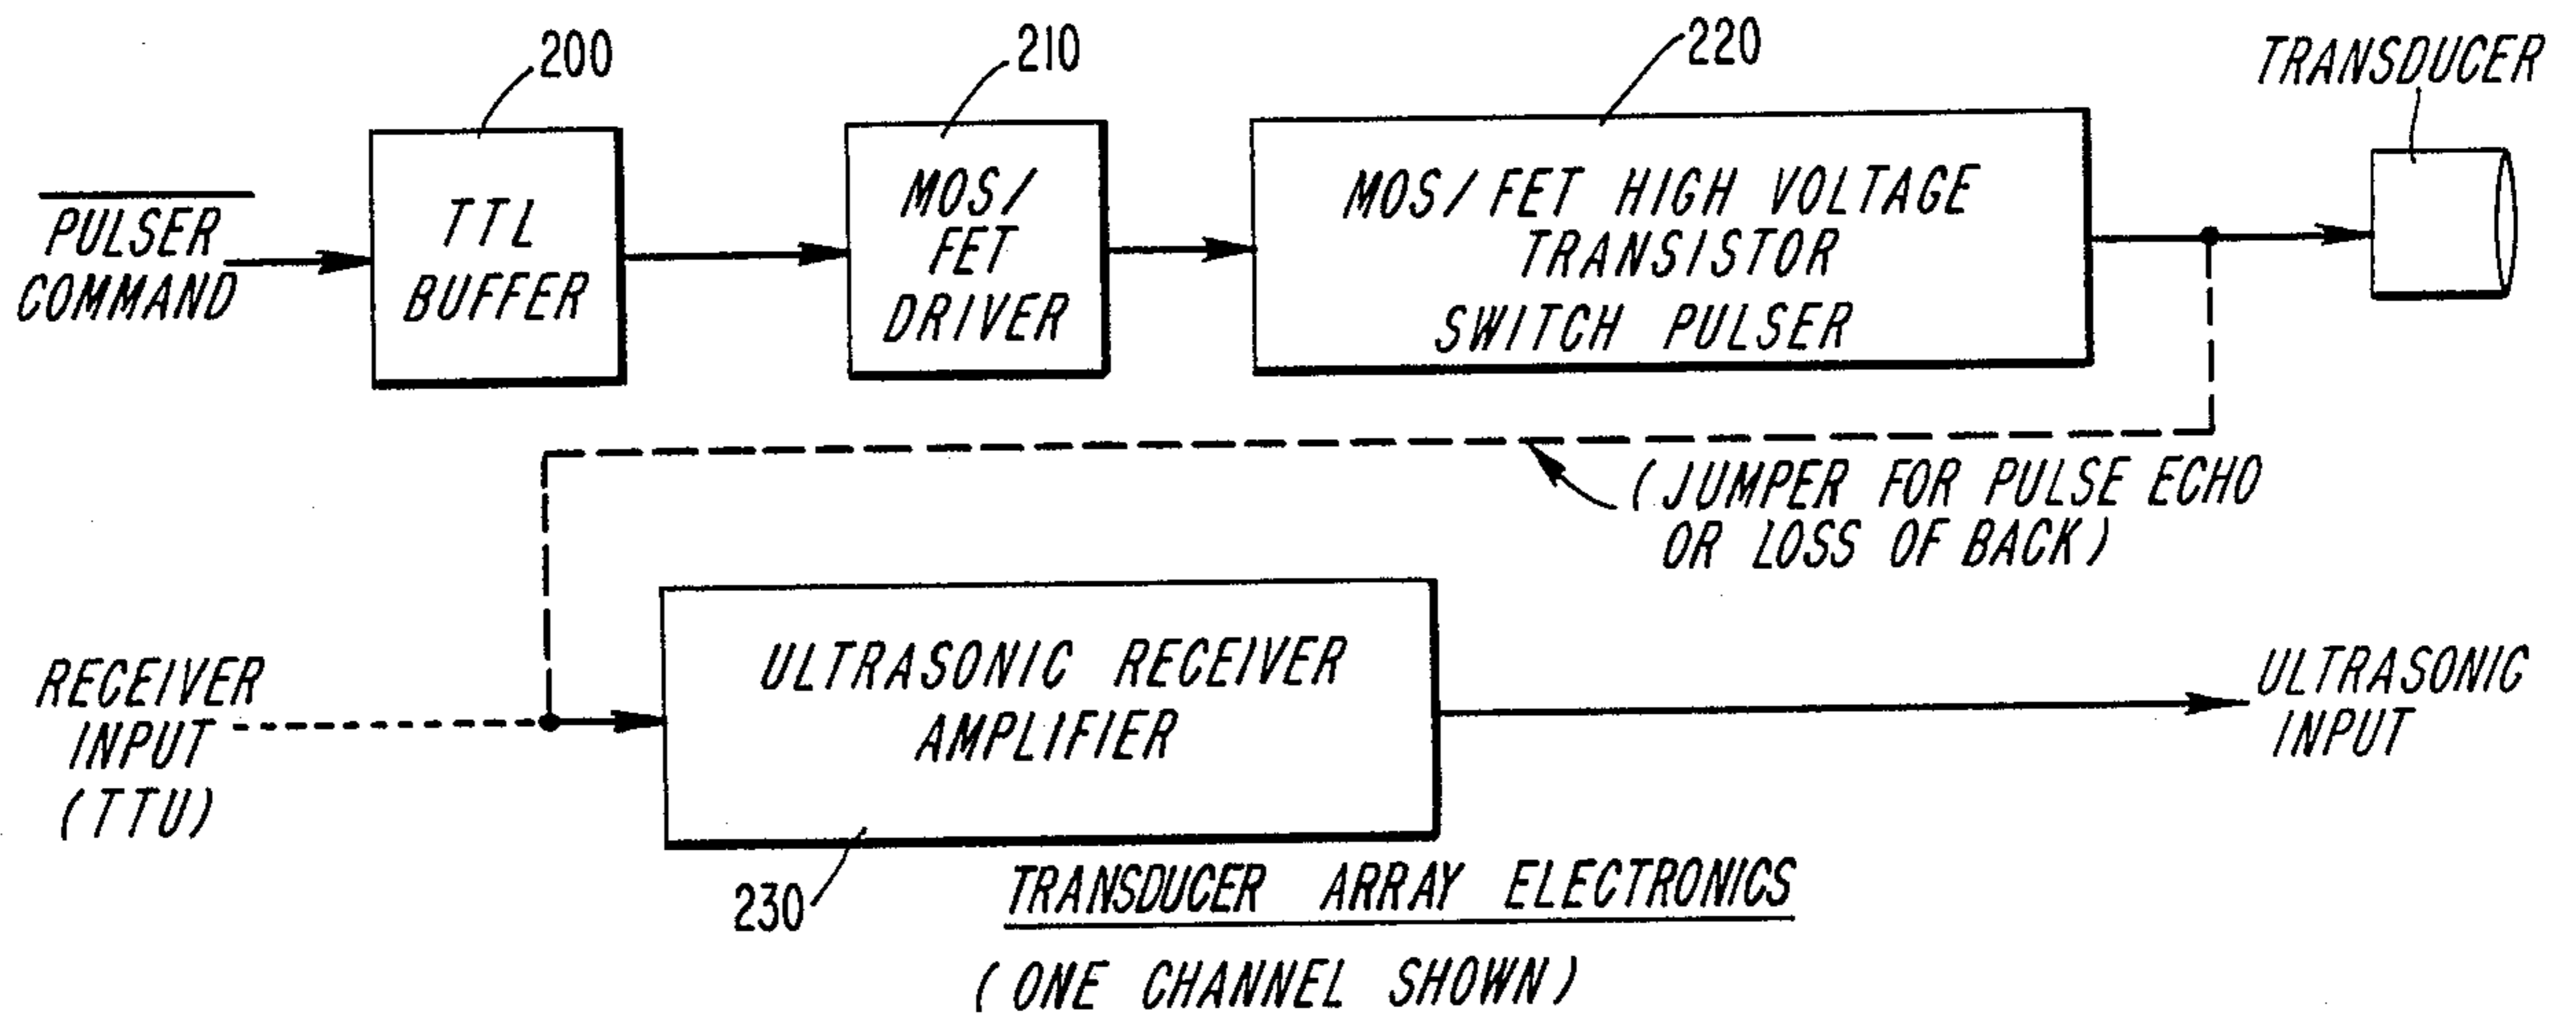 200
210
220
TRANSDUCER
PULSER
COMMAND
TTL
BUFFER
MOS/
FET
DRIVER
MOS/FET HIGH VOLTAGE
TRANSISTOR
SWITCH PULSER
(JUMPER FOR PULSE ECHO
OR LOSS OF BACK)
RECEIVER
INPUT
(TTU)
ULTRASONIC RECEIVER
AMPLIFIER
ULTRASONIC
INPUT
230
TRANSDUCER ARRAY ELECTRONICS
(ONE CHANNEL SHOWN)